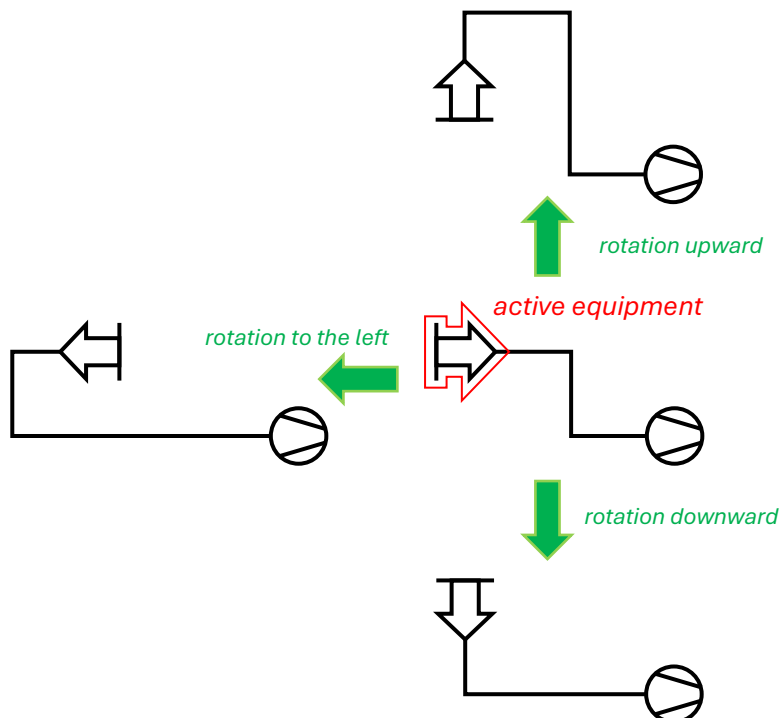 rotation upward
active equipment
rotation to the left
rotation downward